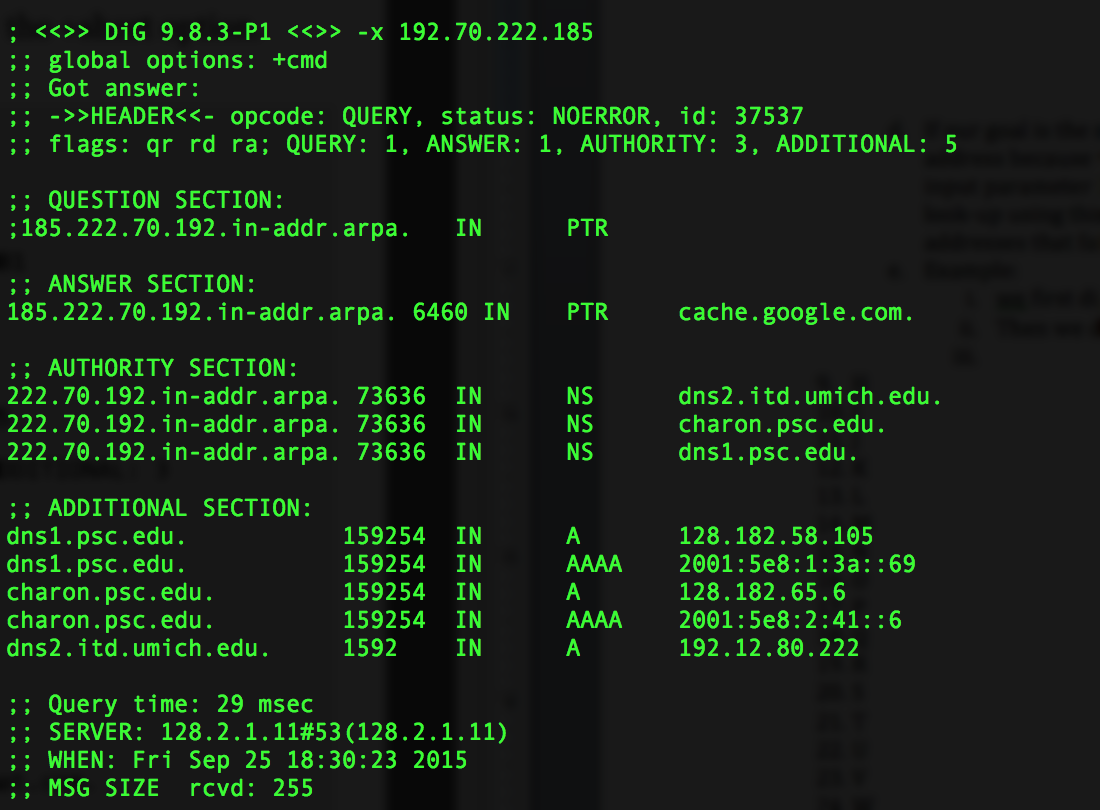 ; <<>> DiG 9.8.3-P1 <<>> -x 192.70.222.185
;; global options: +cmd
;; Got answer:
;; ->>HEADER<<- opcode: QUERY, status: NOERROR, id: 37537
;; flags: qr rd ra; QUERY: 1, ANSWER: 1, AUTHORITY: 3, ADDITIONAL: 5

;; QUESTION SECTION:
;185.222.70.192.in-addr.arpa.	IN	PTR

;; ANSWER SECTION:
185.222.70.192.in-addr.arpa. 6460 IN	PTR	cache.google.com.

;; AUTHORITY SECTION:
222.70.192.in-addr.arpa. 73636	IN	NS	dns2.itd.umich.edu.
222.70.192.in-addr.arpa. 73636	IN	NS	charon.psc.edu.
222.70.192.in-addr.arpa. 73636	IN	NS	dns1.psc.edu.

;; ADDITIONAL SECTION:
dns1.psc.edu.		159254	IN	A	128.182.58.105
dns1.psc.edu.		159254	IN	AAAA	2001:5e8:1:3a::69
charon.psc.edu.		159254	IN	A	128.182.65.6
charon.psc.edu.		159254	IN	AAAA	2001:5e8:2:41::6
dns2.itd.umich.edu.	1592	IN	A	192.12.80.222

;; Query time: 29 msec
;; SERVER: 128.2.1.11#53(128.2.1.11)
;; WHEN: Fri Sep 25 18:30:23 2015
;; MSG SIZE  rcvd: 255